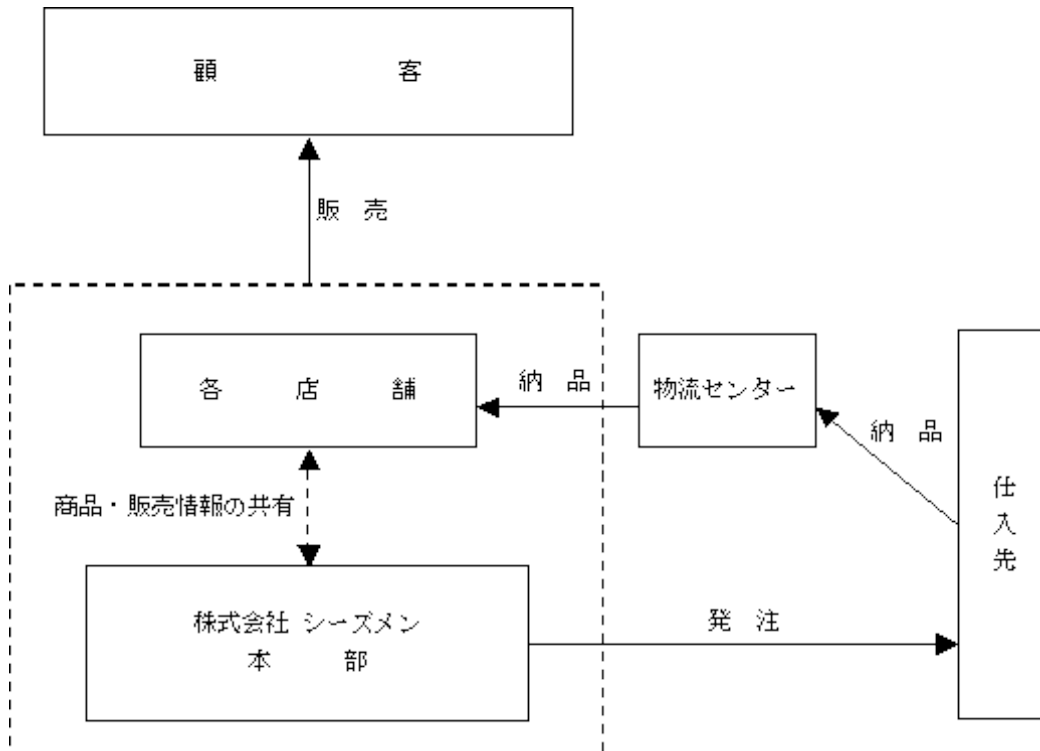 顧　客
販　売
各　店　舗
納　品
物流センター
納　品
商品・販売情報の共有
仕入先
株式会社 シーズメン
本　部
発　注